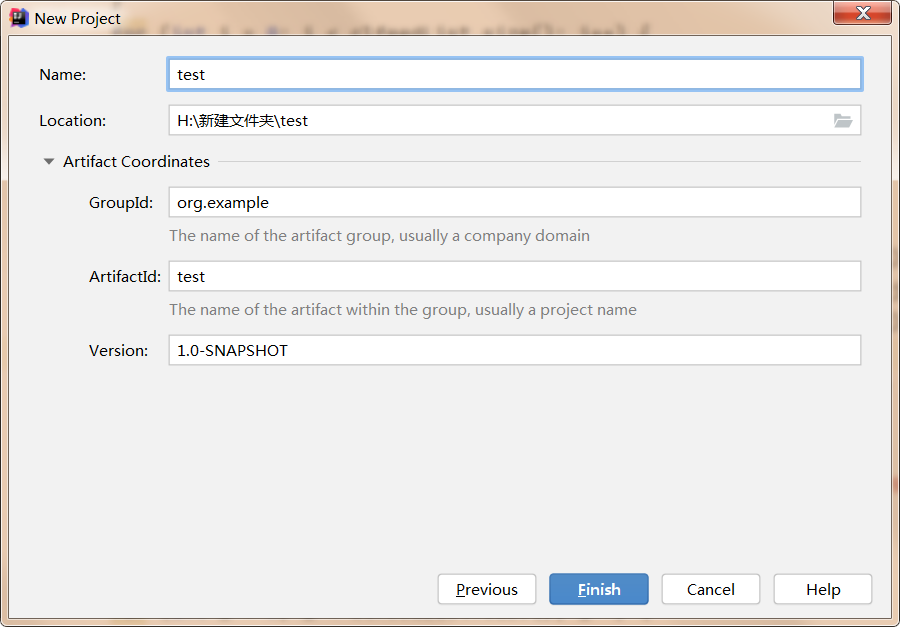 New Project
Name: test
Location: H:\新建文件夹\test
Artifact Coordinates
GroupId: org.example
The name of the artifact group, usually a company domain
ArtifactId: test
The name of the artifact within the group, usually a project name
Version: 1.0-SNAPSHOT
Previous Finish Cancel Help